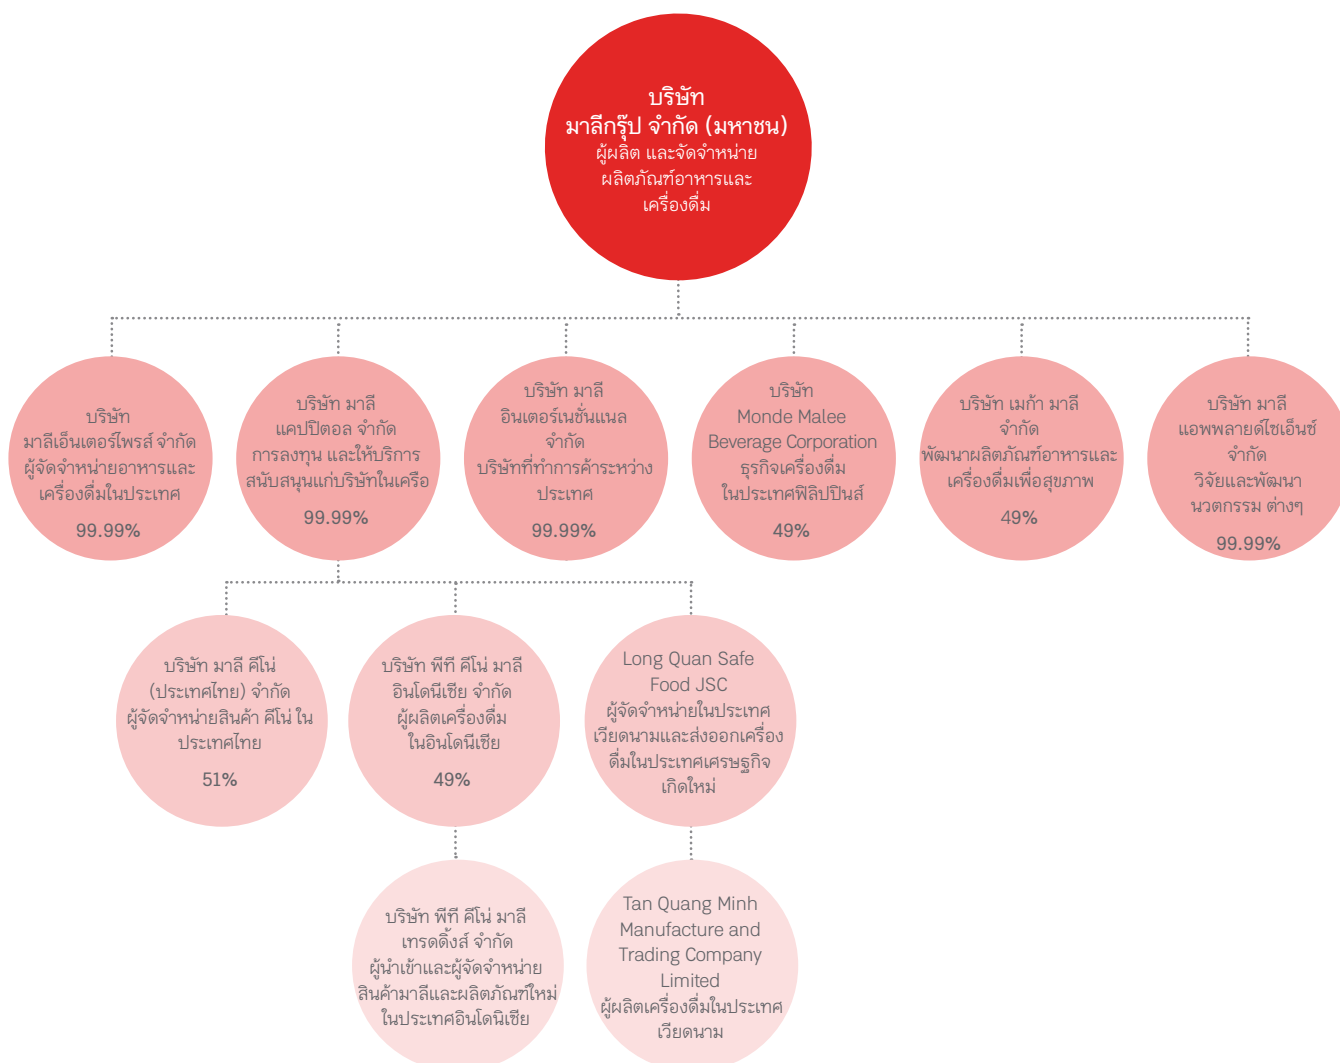 บริษัท
มาลีกรุ๊ป จำกัด (มหาชน)
ผู้ผลิต และจัดจำหน่าย
ผลิตภัณฑ์อาหารและ
เครื่องดื่ม
บริษัท
มาลีเอ็นเตอร์ไพรส์ จำกัด
ผู้จัดจำหน่ายอาหารและ
เครื่องดื่มในประเทศ
99.99%
บริษัท มาลี
แคปปิตอล จำกัด
การลงทุน และให้บริการ
สนับสนุนแก่บริษัทในเครือ
99.99%
บริษัท มาลี
อินเตอร์เนชั่นแนล
จำกัด
บริษัทที่ทำการค้าระหว่าง
ประเทศ
99.99%
บริษัท
Monde Malee
Beverage Corporation
ธุรกิจเครื่องดื่ม
ในประเทศฟิลิปปินส์
49%
บริษัท เมก้า มาลี
จำกัด
พัฒนาผลิตภัณฑ์อาหารและ
เครื่องดื่มเพื่อสุขภาพ
49%
บริษัท มาลี
แอพพลายด์ไซเอ็นซ์
จำกัด
วิจัยและพัฒนา
นวตกรรม ต่างๆ
99.99%
บริษัท มาลี คีโน่
(ประเทศไทย) จำกัด
ผู้จัดจำหน่ายสินค้า คีโน่ ใน
ประเทศไทย
51%
บริษัท พีที คีโน่ มาลี
อินโดนีเซีย จำกัด
ผู้ผลิตเครื่องดื่ม
ในอินโดนีเซีย
49%
Long Quan Safe
Food JSC
ผู้จัดจำหน่ายในประเทศ
เวียดนามและส่งออกเครื่อง
ดื่มในประเทศเศรษฐกิจ
เกิดใหม่
บริษัท พีที คีโน่ มาลี
เทรดดิ้งส์ จำกัด
ผู้นำเข้าและผู้จัดจำหน่าย
สินค้ามาลีและผลิตภัณฑ์ใหม่
ในประเทศอินโดนิเซีย
Tan Quang Minh
Manufacture and
Trading Company
Limited
ผู้ผลิตเครื่องดื่มในประเทศ
เวียดนาม